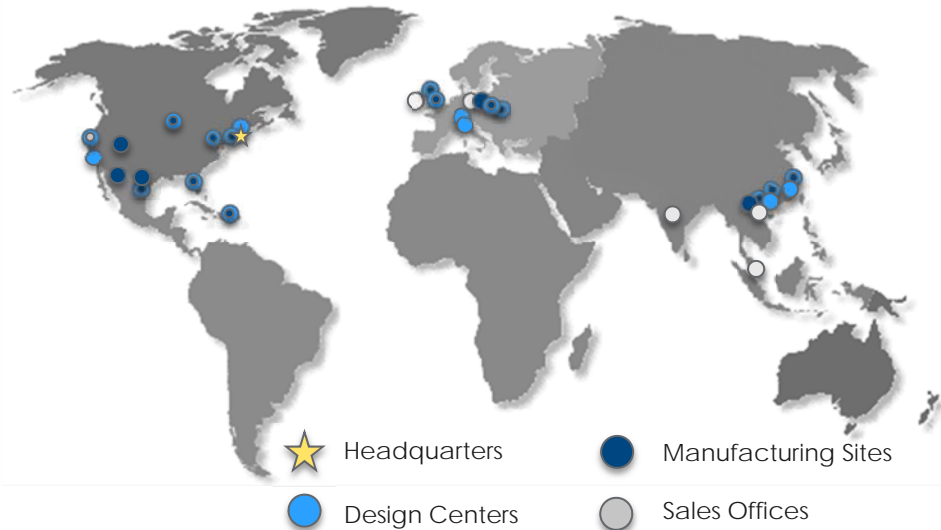 Headquarters
Manufacturing Sites
Design Centers
Sales Offices